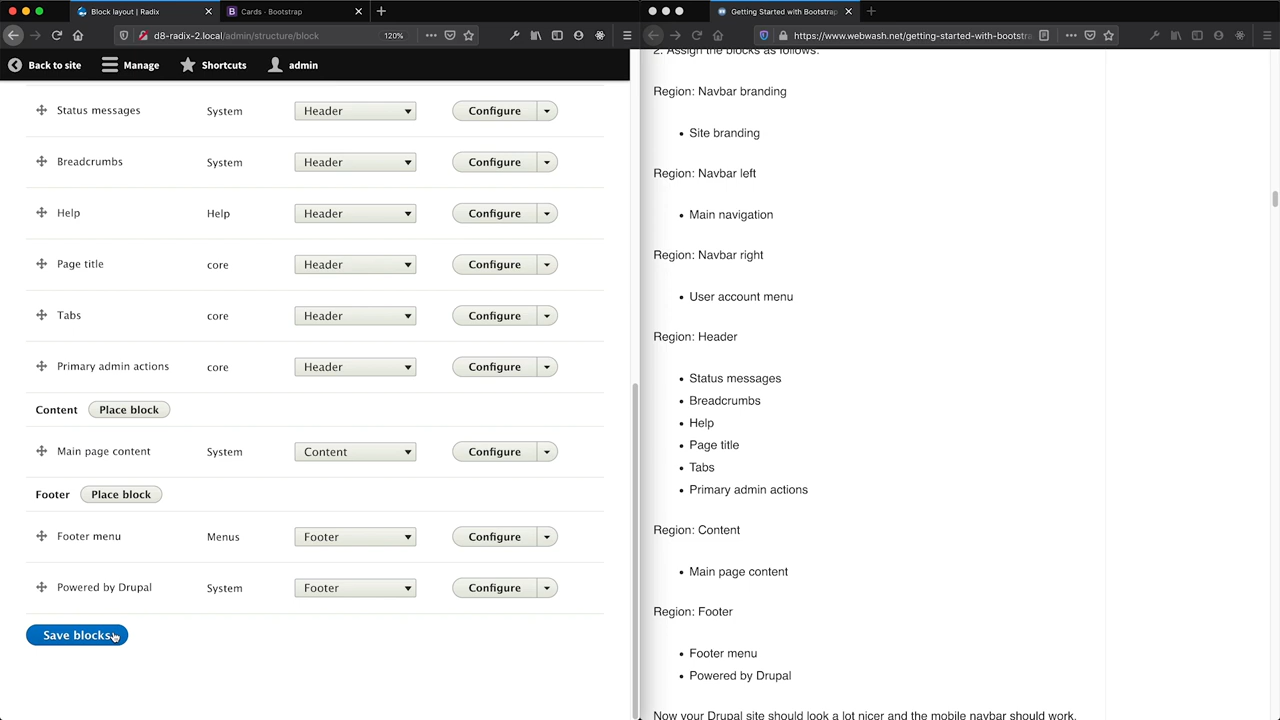 Block layout | Radix
Cards · Bootstrap
d8-radix-2.local/admin/structure/block
120%
Back to site
Manage
Shortcuts
admin
Status messages System Header Configure
Breadcrumbs System Header Configure
Help Help Header Configure
Page title core Header Configure
Tabs core Header Configure
Primary admin actions core Header Configure
Content Place block
Main page content System Content Configure
Footer Place block
Footer menu Menus Footer Configure
Powered by Drupal System Footer Configure
Save blocks
Getting Started with Bootstrap
https://www.webwash.net/getting-started-with-bootstra
2. Assign the blocks as follows:
Region: Navbar branding
• Site branding
Region: Navbar left
• Main navigation
Region: Navbar right
• User account menu
Region: Header
• Status messages
• Breadcrumbs
• Help
• Page title
• Tabs
• Primary admin actions
Region: Content
• Main page content
Region: Footer
• Footer menu
• Powered by Drupal
Now your Drupal site should look a lot nicer and the mobile navbar should work.